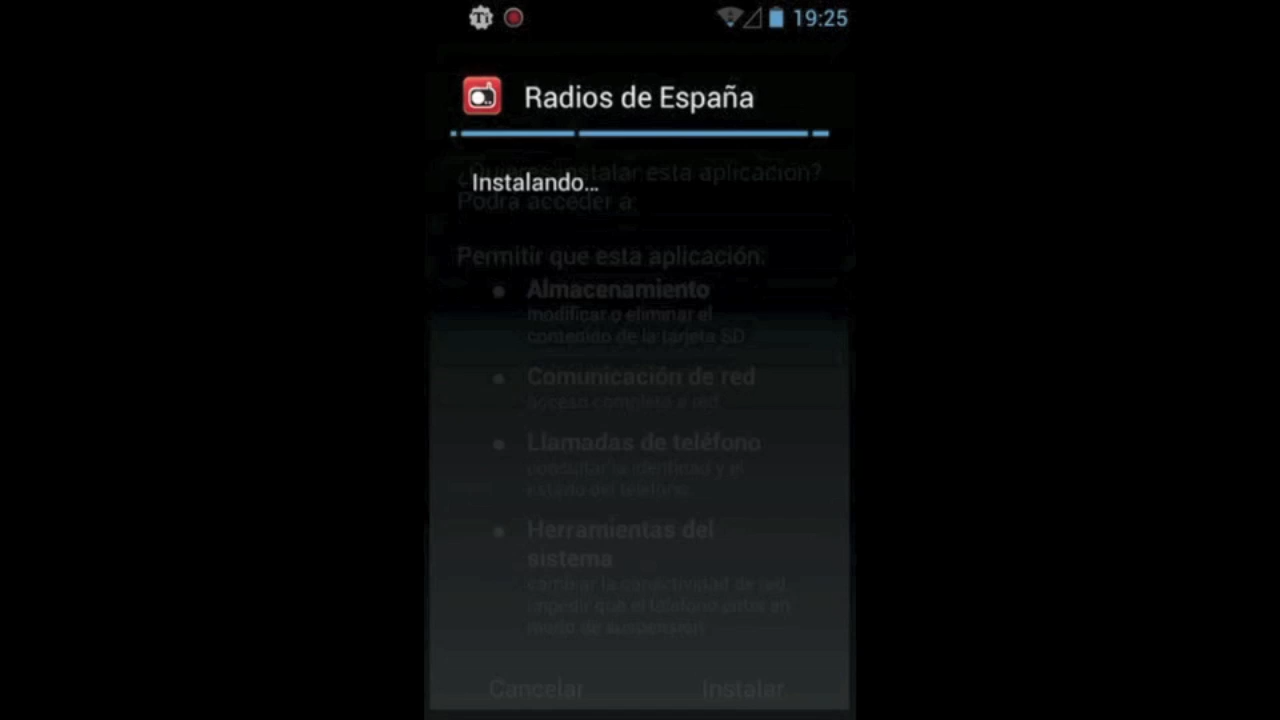 19:25
Radios de España
¿Quieres instalar esta aplicación?
Instalando...
Podrá acceder a:
Permitir que esta aplicación:
Almacenamiento
modificar o eliminar el
contenido de la tarjeta SD
Comunicación de red
acceso completo a red
Llamadas de teléfono
consultar la identidad y el
estado del teléfono
Herramientas del
sistema
cambiar la conectividad de red,
impedir que el teléfono entre en
modo de suspensión
Cancelar
Instalar